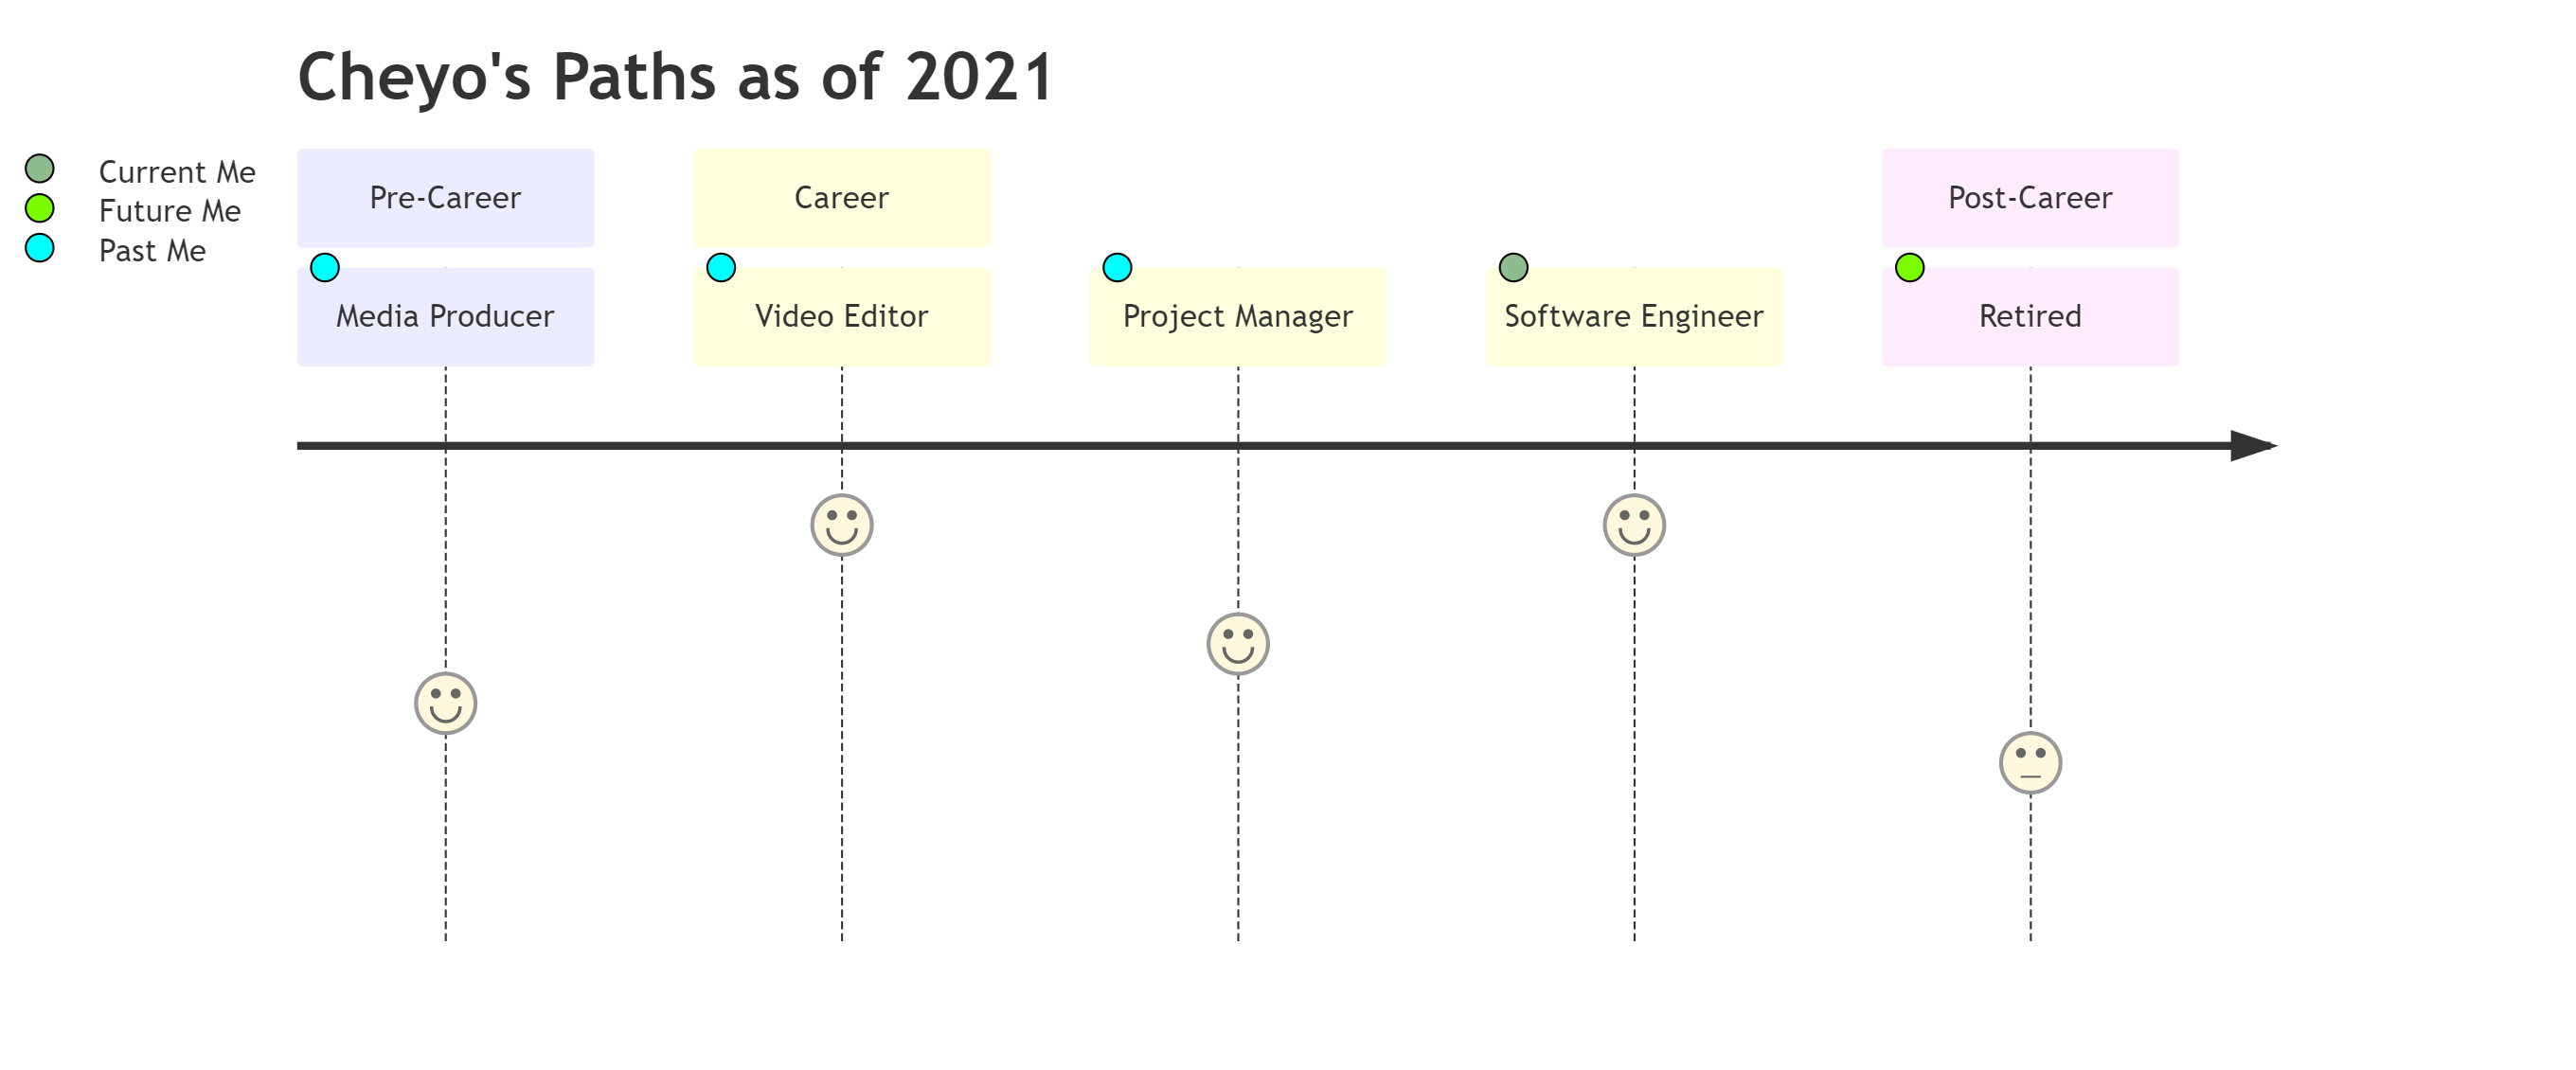 Cheyo's Paths as of 2021
Current Me
Future Me
Past Me
Pre-Career
Career
Post-Career
Media Producer
Video Editor
Project Manager
Software Engineer
Retired